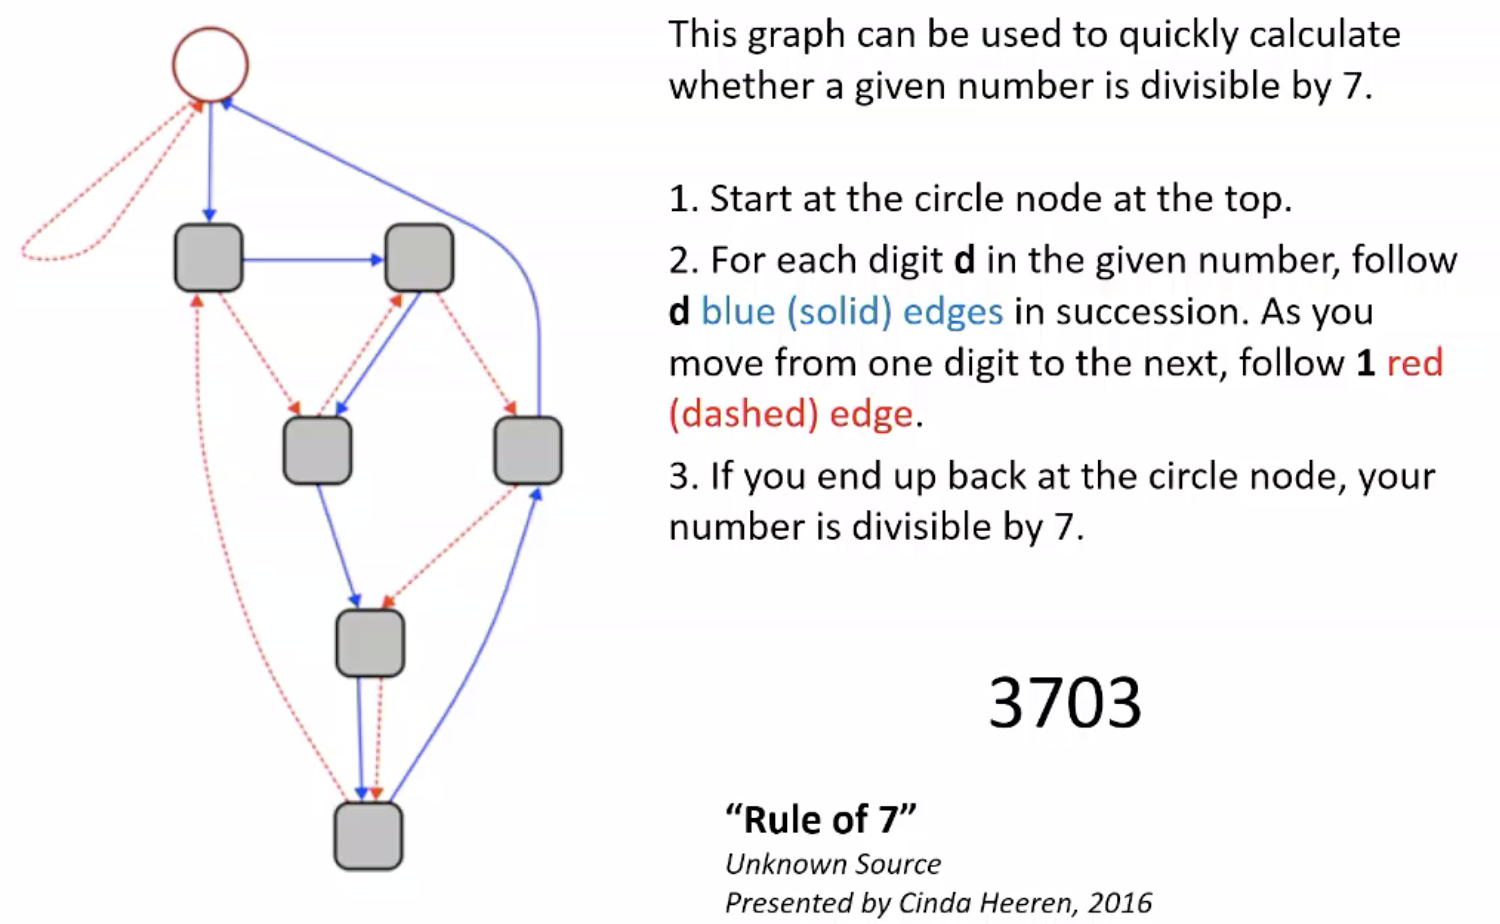 This graph can be used to quickly calculate
whether a given number is divisible by 7.
1. Start at the circle node at the top.
2. For each digit d in the given number, follow
d blue (solid) edges in succession. As you
move from one digit to the next, follow 1 red
(dashed) edge.
3. If you end up back at the circle node, your
number is divisible by 7.
3703
“Rule of 7”
Unknown Source
Presented by Cinda Heeren, 2016